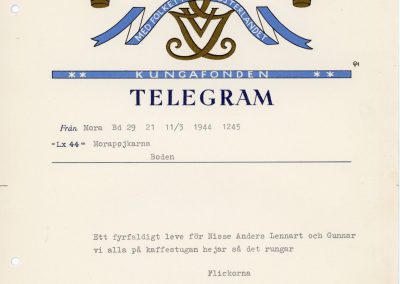 MED FOLKET FÖR FOSTERLANDET
KUNGAFONDEN
TELEGRAM
Från Mora Bd 29 21 11/3 1944 1245
=Lx 44= Morapojkarna
Boden
Ett fyrfaldigt leve för Nisse Anders Lennart och Gunnar
vi alla på kaffestugan hejar så det rungar
Flickorna